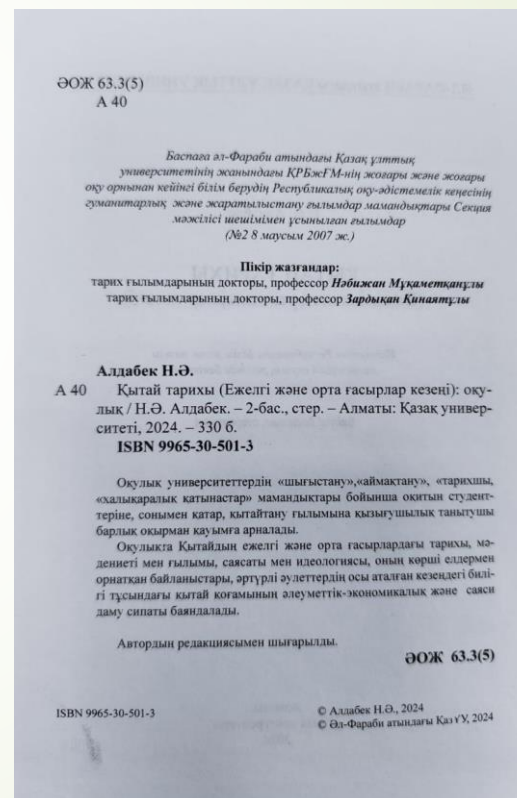 ӘОЖ 63.3(5)
А 40
Баспаға әл-Фараби атындағы Қазақ ұлттық
университетінің жанындағы ҚРБжҒМ-нің жоғары және жоғары
оқу орнынан кейінгі білім берудің Республикалық оқу-әдістемелік кеңесінің
гуманитарлық және жаратылыстану ғылымдар мамандықтары Секция
мәжілісі шешімімен ұсынылған ғылымдар
(№2 8 маусым 2007 ж.)
Пікір жазғандар:
тарих ғылымдарының докторы, профессор Нәбижан Мұқаметқанұлы
тарих ғылымдарының докторы, профессор Зардықан Қинаятұлы
Алдабек Н.Ә.
А 40 Қытай тарихы (Ежелгі және орта ғасырлар кезеңі): оқу-
лық / Н.Ә. Алдабек. – 2-бас., стер. – Алматы: Қазақ универ-
ситеті, 2024. – 330 б.
ISBN 9965-30-501-3
Оқулық университеттердің «шығыстану»,«аймақтану», «тарихшы,
«халықаралық қатынастар» мамандықтары бойынша оқитын студент-
теріне, сонымен қатар, қытайтану ғылымына қызығушылық танытушы
барлық оқырман қауымға арналады.
Оқулықта Қытайдың ежелгі және орта ғасырлардағы тарихы, мә-
дениеті мен ғылымы, саясаты мен идеологиясы, оның көрші елдермен
орнатқан байланыстары, әртүрлі әулеттердің осы аталған кезеңдегі билі-
гі тұсындағы қытай қоғамының әлеуметтік-экономикалық және саяси
даму сипаты баяндалады.
Автордың редакциясымен шығарылды.
ӘОЖ 63.3(5)
ISBN 9965-30-501-3
© Алдабек Н.Ә., 2024
© Әл-Фараби атындағы ҚазҰУ, 2024